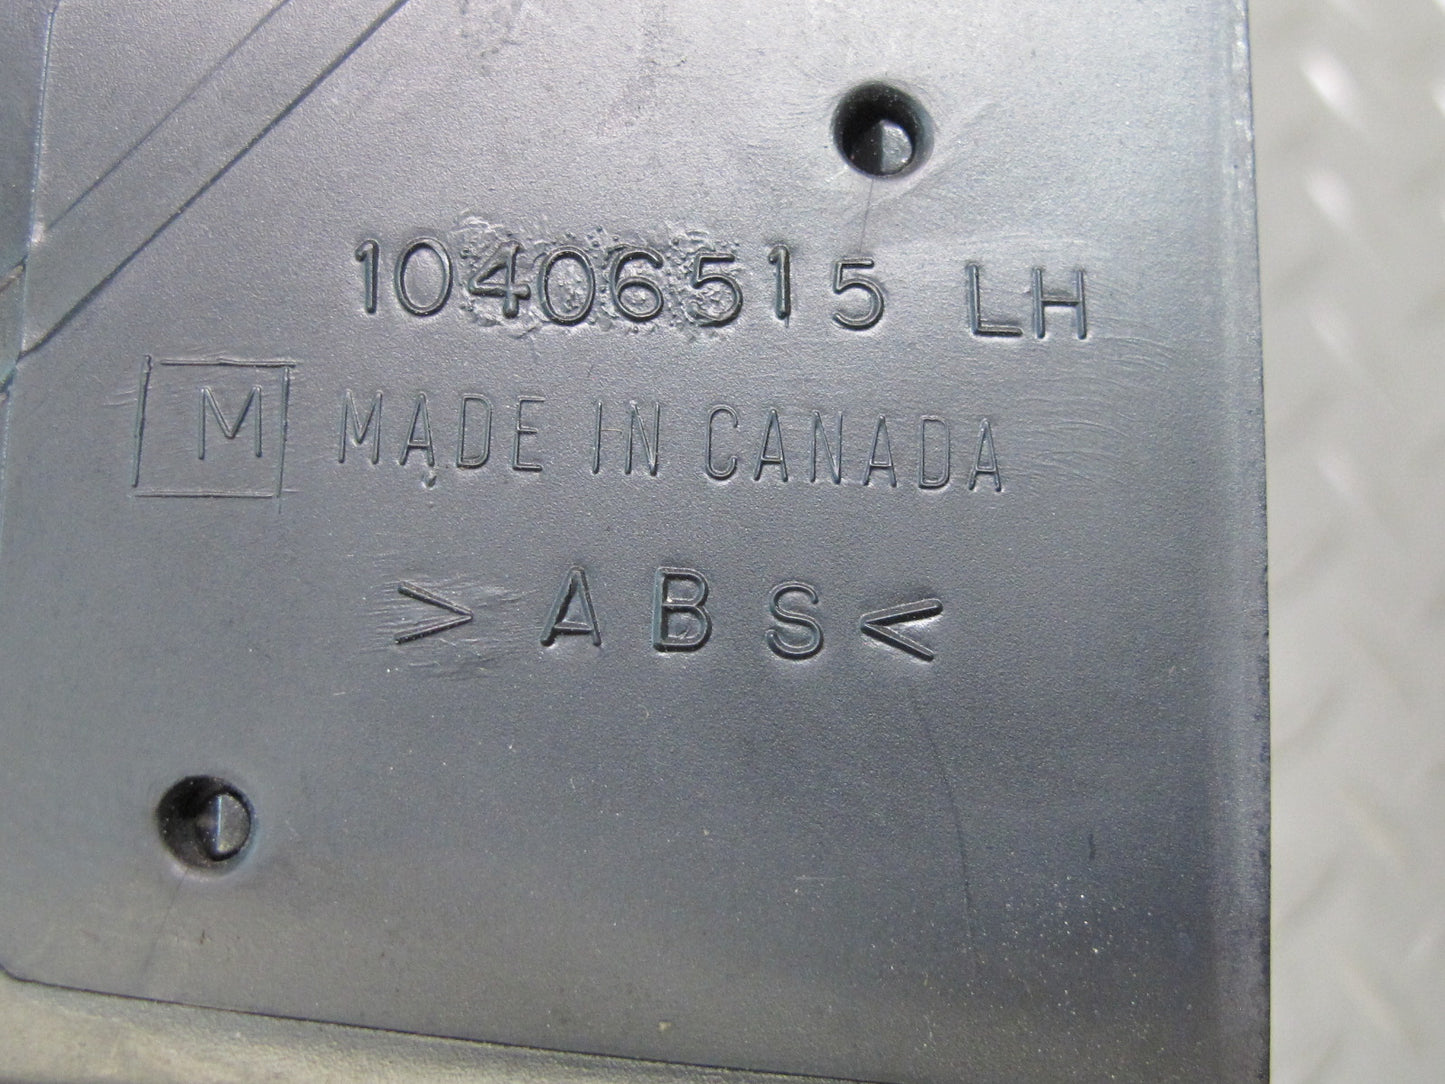 10406515 LH
M MADE IN CANADA
> ABS <